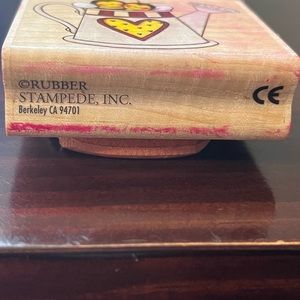 ©RUBBER
STAMPEDE, INC.
Berkeley CA 94701
CE